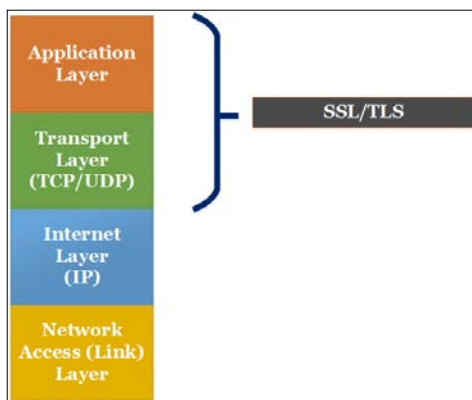 Application
Layer
SSL/TLS
Transport
Layer
(TCP/UDP)
Internet
Layer
(IP)
Network
Access (Link)
Layer